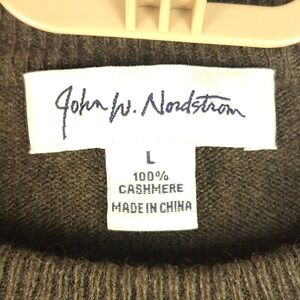 John W. Nordstrom
L
100%
CASHMERE
MADE IN CHINA